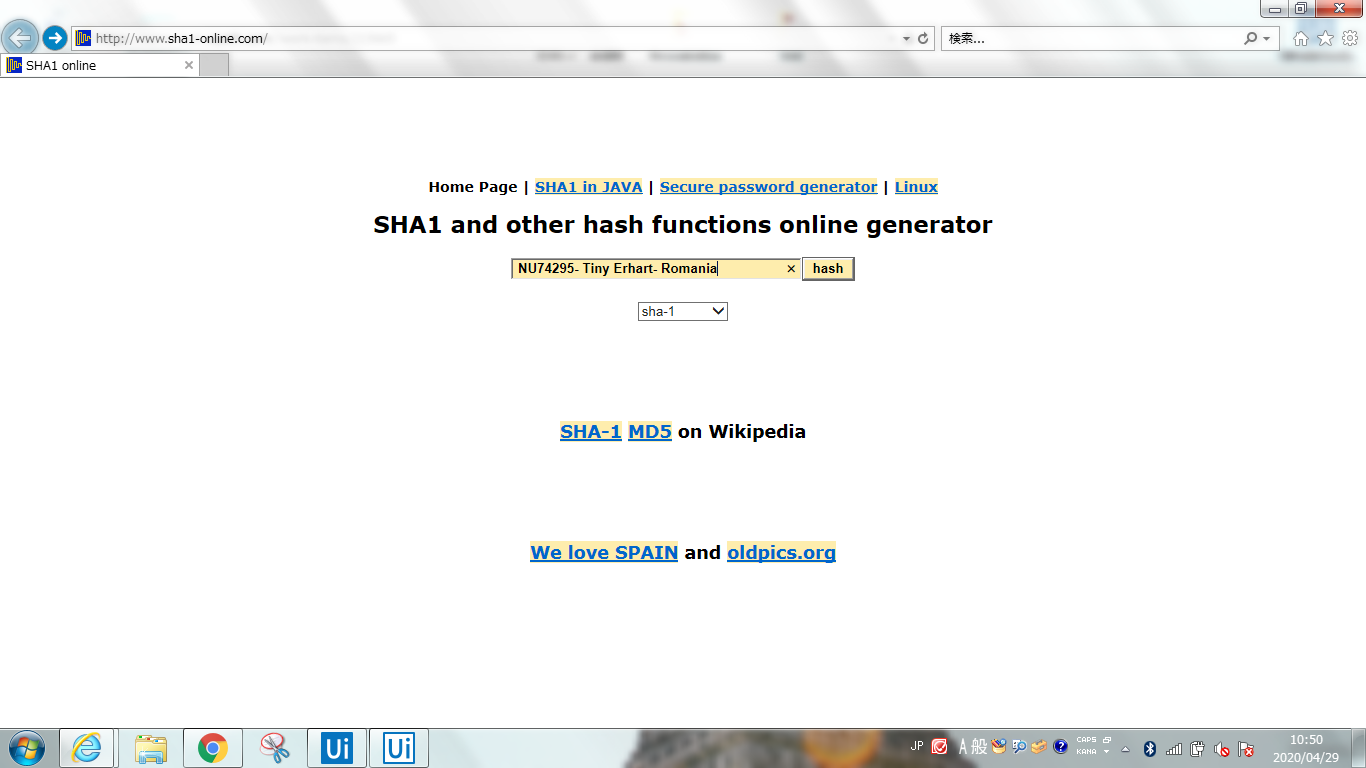 http://www.sha1-online.com/
検索...
SHA1 online
Home Page | SHA1 in JAVA | Secure password generator | Linux
SHA1 and other hash functions online generator
NU74295- Tiny Erhart- Romania
hash
sha-1
SHA-1 MD5 on Wikipedia
We love SPAIN and oldpics.org
Ui
Ui
JP
A 般
CAPS
KANA
10:50
2020/04/29